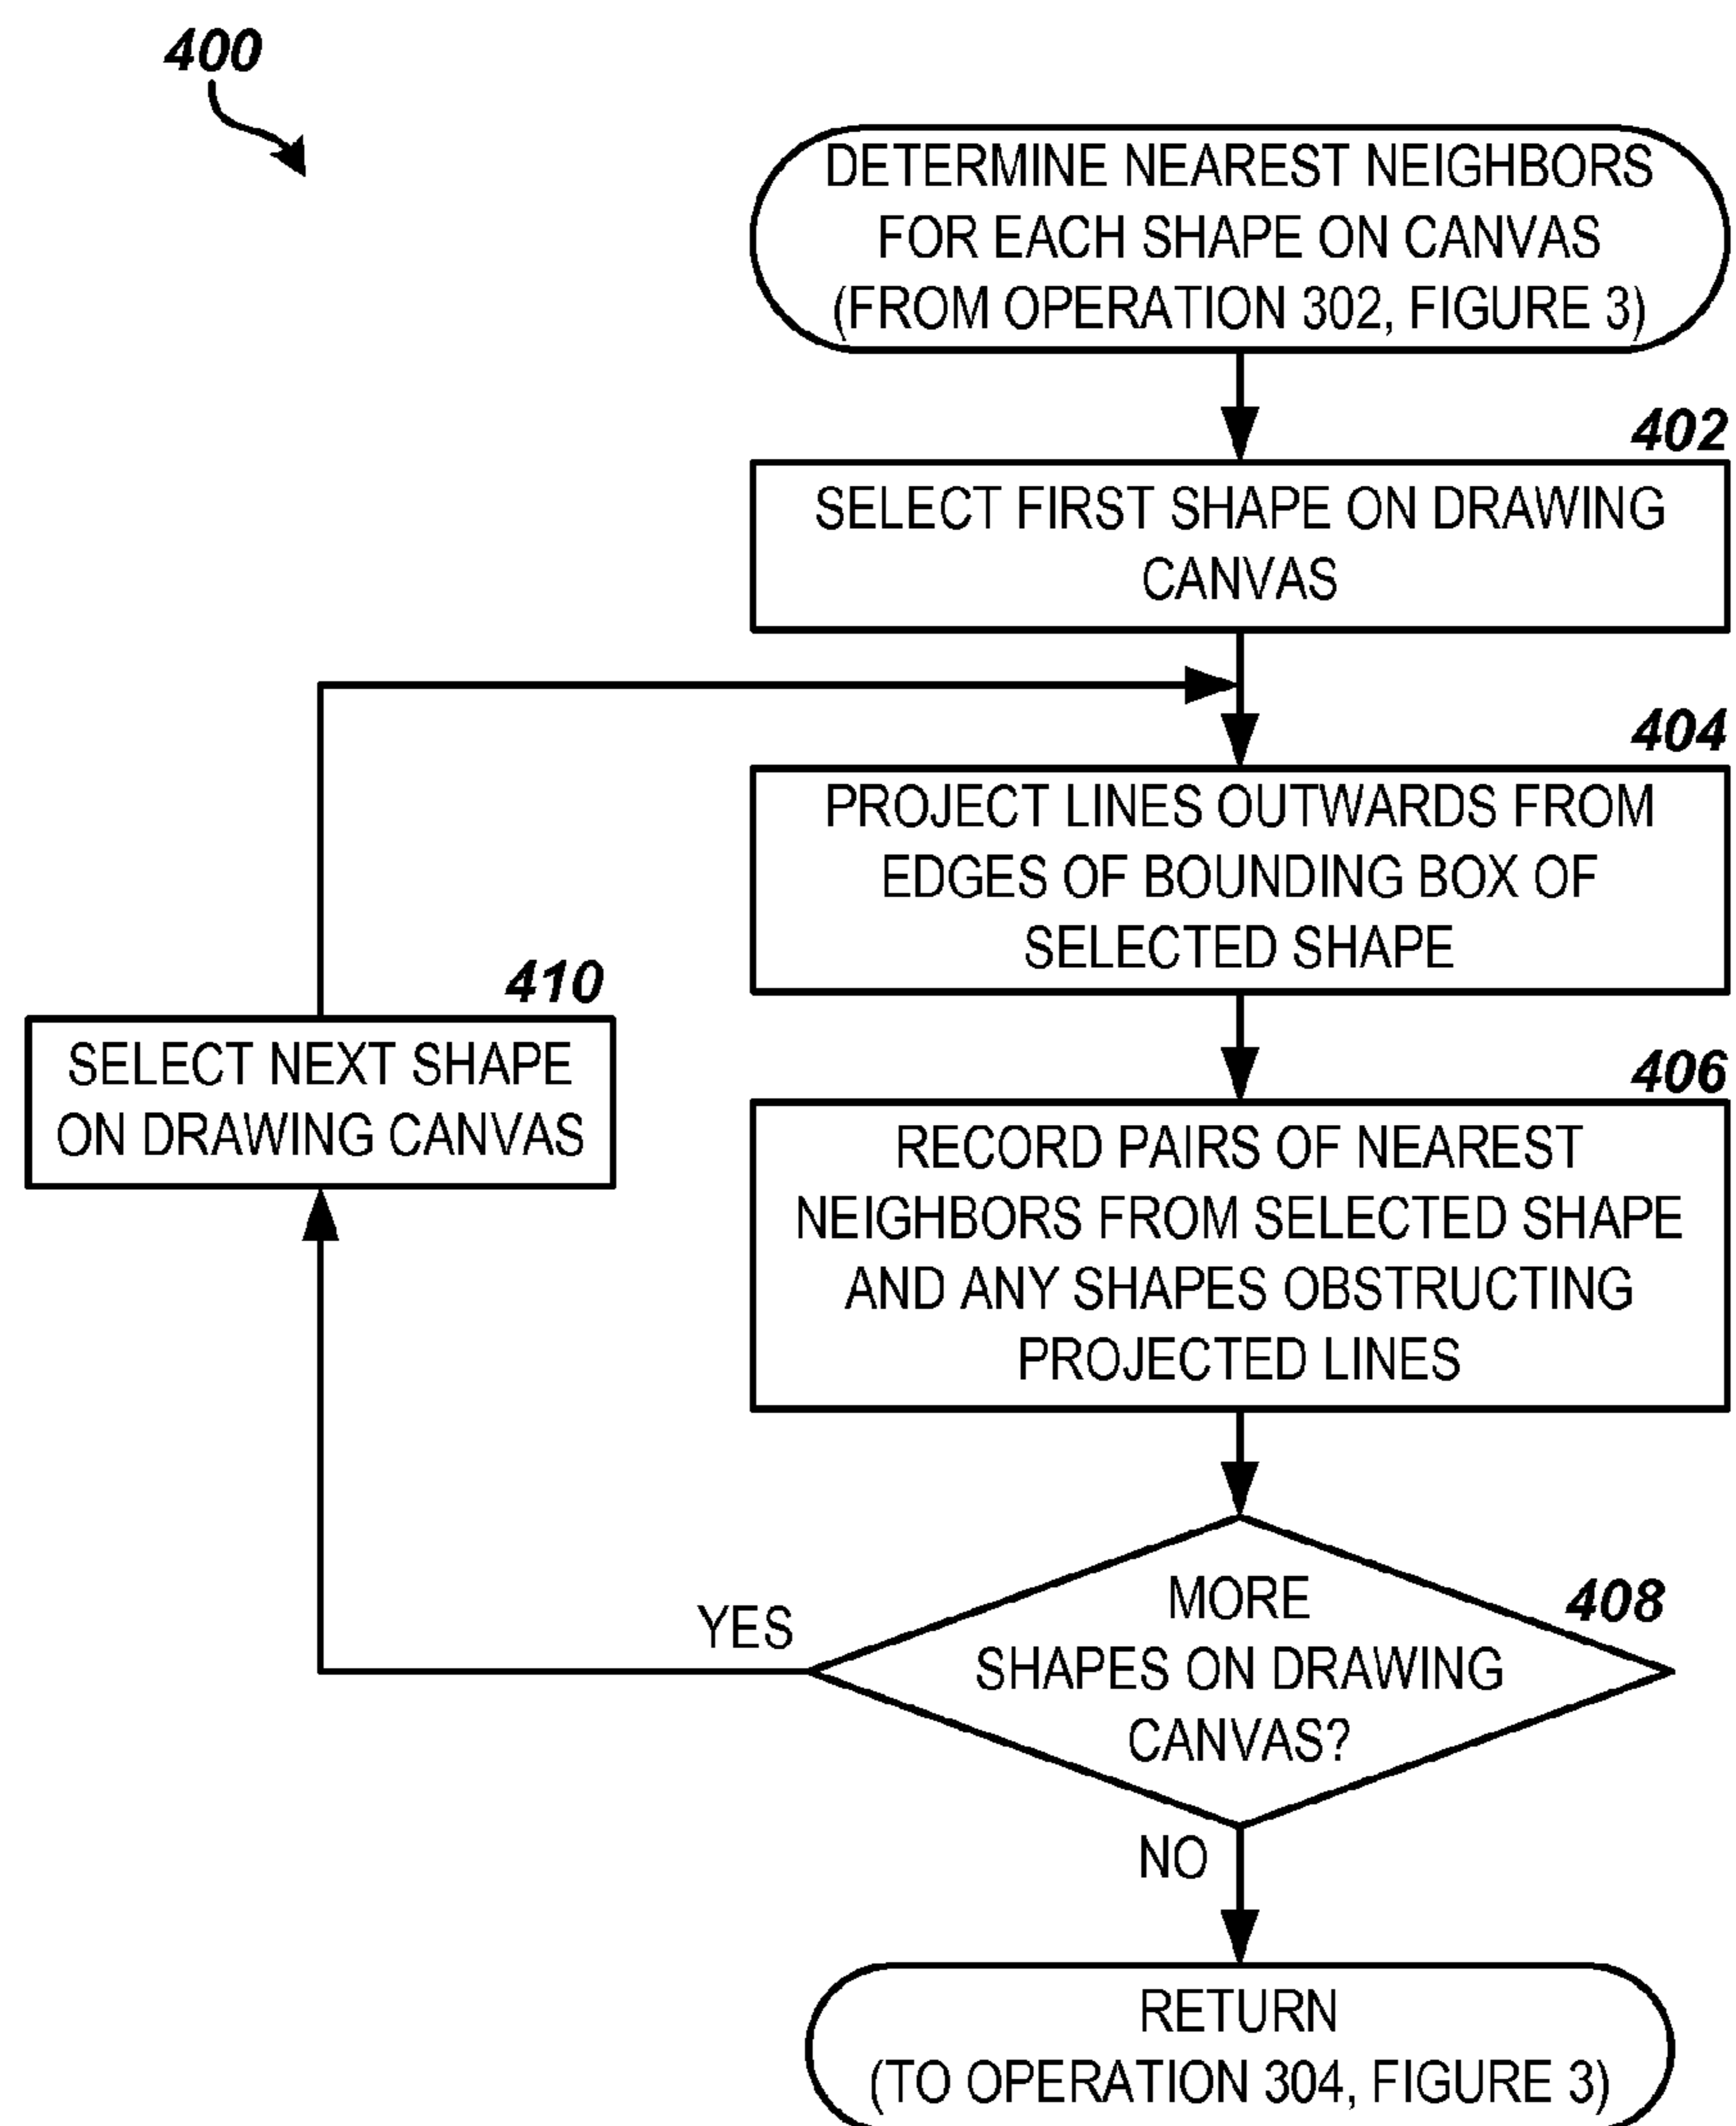 400
DETERMINE NEAREST NEIGHBORS
FOR EACH SHAPE ON CANVAS
(FROM OPERATION 302, FIGURE 3)
402
SELECT FIRST SHAPE ON DRAWING
CANVAS
404
PROJECT LINES OUTWARDS FROM
EDGES OF BOUNDING BOX OF
SELECTED SHAPE
410
SELECT NEXT SHAPE
ON DRAWING CANVAS
406
RECORD PAIRS OF NEAREST
NEIGHBORS FROM SELECTED SHAPE
AND ANY SHAPES OBSTRUCTING
PROJECTED LINES
408
MORE
SHAPES ON DRAWING
CANVAS?
YES
NO
RETURN
(TO OPERATION 304, FIGURE 3)